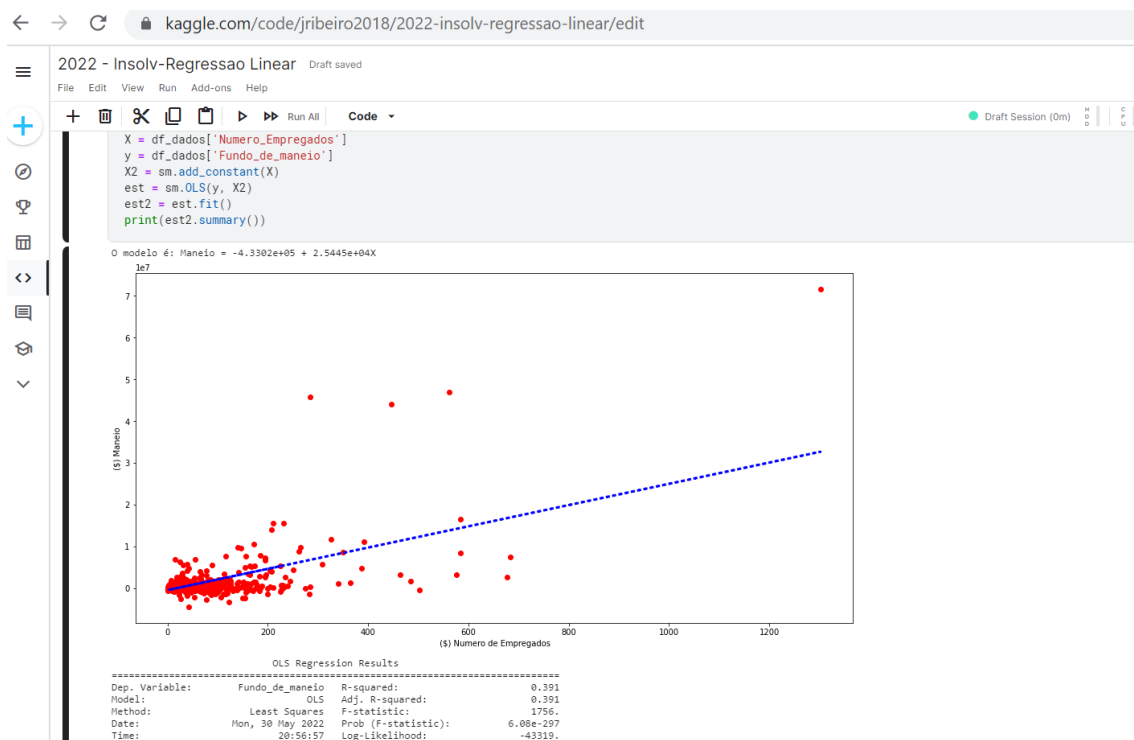 kaggle.com/code/jribeiro2018/2022-insolv-regressao-linear/edit
2022 - Insolv-Regressao Linear Draft saved
File Edit View Run Add-ons Help
Run All Code Draft Session (0m) HDD CPU
X = df_dados['Numero_Empregados']
y = df_dados['Fundo_de_maneio']
X2 = sm.add_constant(X)
est = sm.OLS(y, X2)
est2 = est.fit()
print(est2.summary())
O modelo é: Maneio = -4.3302e+05 + 2.5445e+04X
1e7
7
6
5
4
3
2
1
0
($) Maneio
0 200 400 600 800 1000 1200
($) Numero de Empregados
OLS Regression Results
==============================================================================
Dep. Variable: Fundo_de_maneio R-squared: 0.391
Model: OLS Adj. R-squared: 0.391
Method: Least Squares F-statistic: 1756.
Date: Mon, 30 May 2022 Prob (F-statistic): 6.08e-297
Time: 20:56:57 Log-Likelihood: -43319.